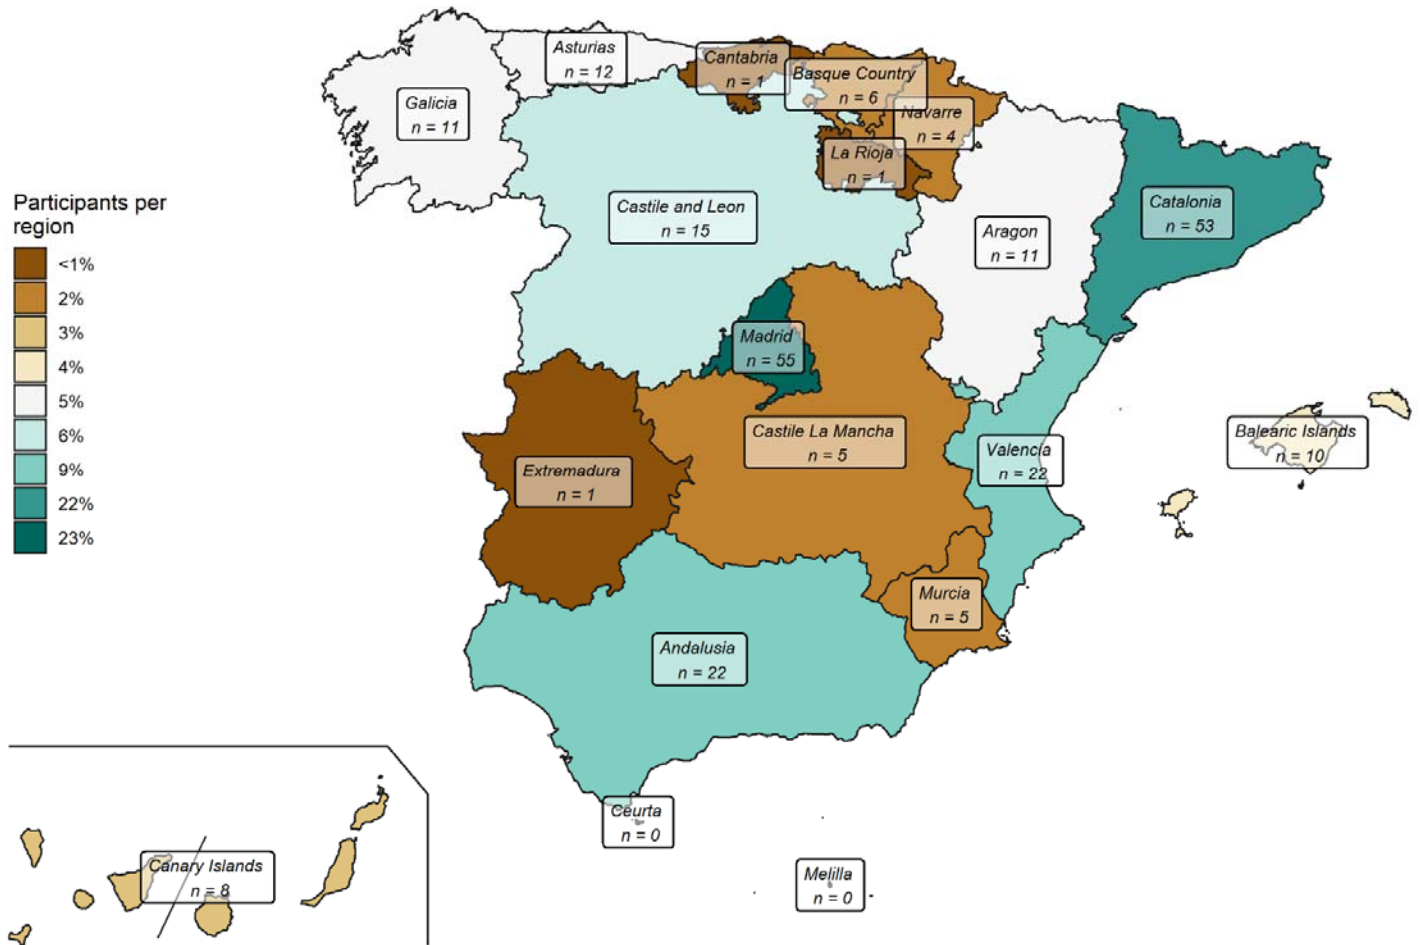 Asturias
n = 12
Cantabria
n = 1
Basque Country
n = 6
Galicia
n = 11
Navarre
n = 4
La Rioja
n = 1
Participants per
region
<1%
2%
3%
4%
5%
6%
9%
22%
23%
Castile and Leon
n = 15
Catalonia
n = 53
Aragon
n = 11
Madrid
n = 55
Castile La Mancha
n = 5
Valencia
n = 22
Balearic Islands
n = 10
Extremadura
n = 1
Murcia
n = 5
Andalusia
n = 22
Ceurta
n = 0
Canary Islands
n = 8
Melilla
n = 0